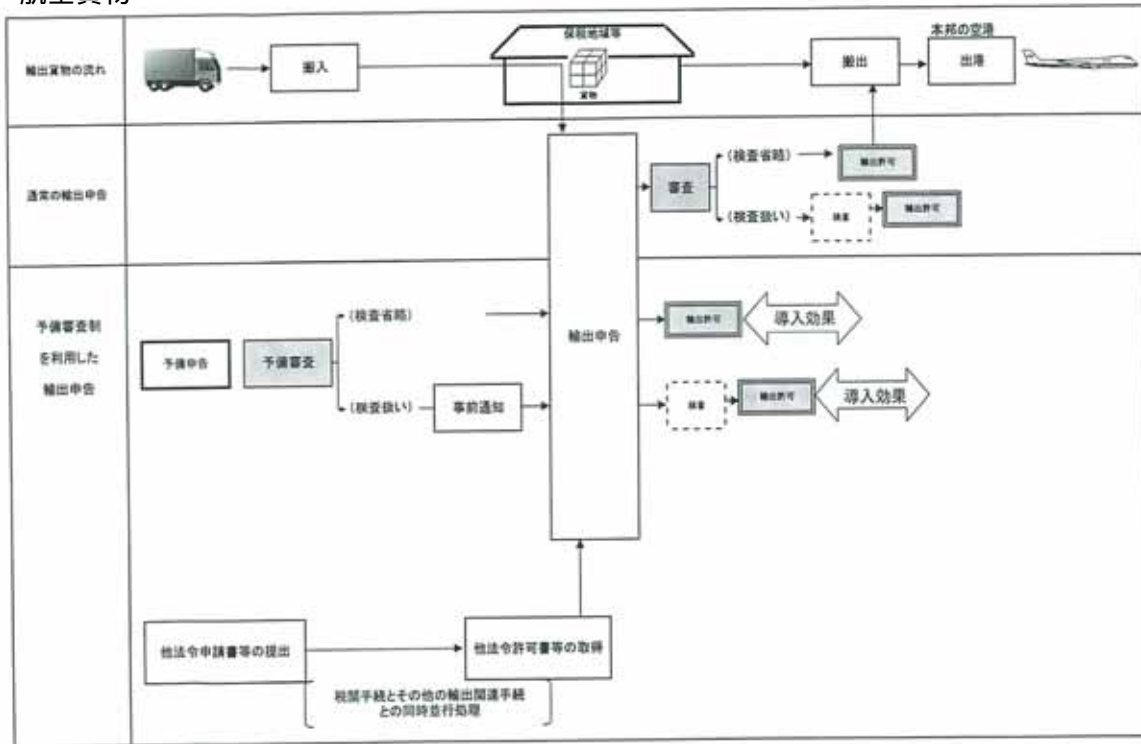 航空貨物
輸出貨物の流れ
搬入
保税地域等
貨物
搬出
本邦の空港
出港
通常の輸出申告
審査
(検査省略)
輸出許可
(検査扱い)
検査
輸出許可
予備審査制
を利用した
輸出申告
予備申告
予備審査
(検査省略)
(検査扱い)
事前通知
輸出申告
輸出許可
導入効果
検査
輸出許可
導入効果
他法令申請書等の提出
他法令許可書等の取得
税関手続とその他の輸出関連手続
との同時並行処理